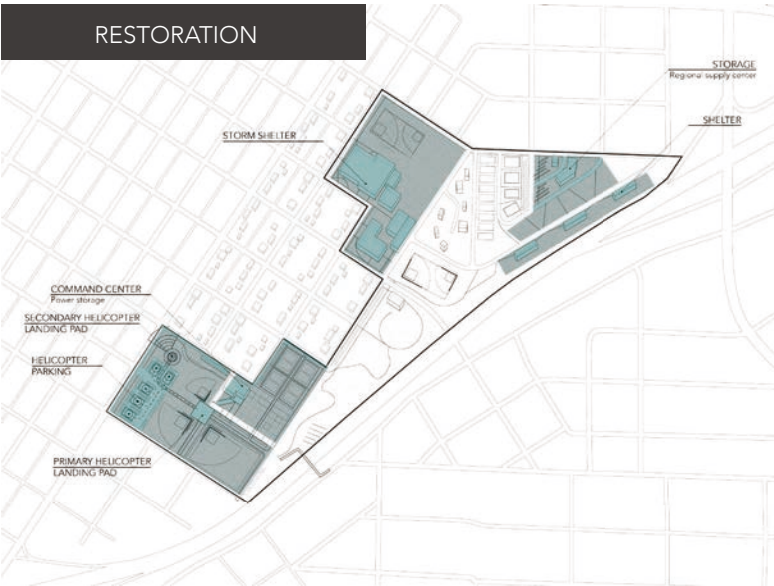 RESTORATION
STORAGE
Regional supply center
SHELTER
STORM SHELTER
COMMAND CENTER
Power storage
SECONDARY HELICOPTER
LANDING PAD
HELICOPTER
PARKING
PRIMARY HELICOPTER
LANDING PAD